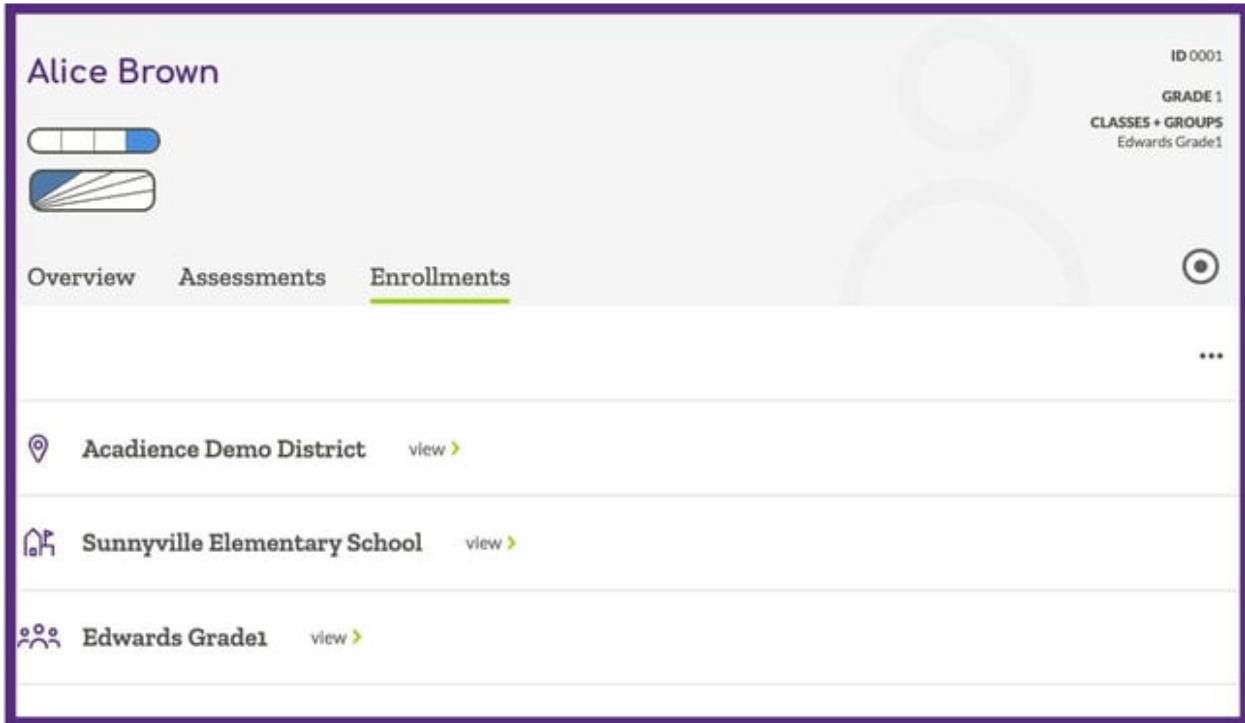 Alice Brown
ID 0001
GRADE 1
CLASSES + GROUPS
Edwards Grade1
Overview Assessments Enrollments
Acadience Demo District view
Sunnyville Elementary School view
Edwards Grade1 view